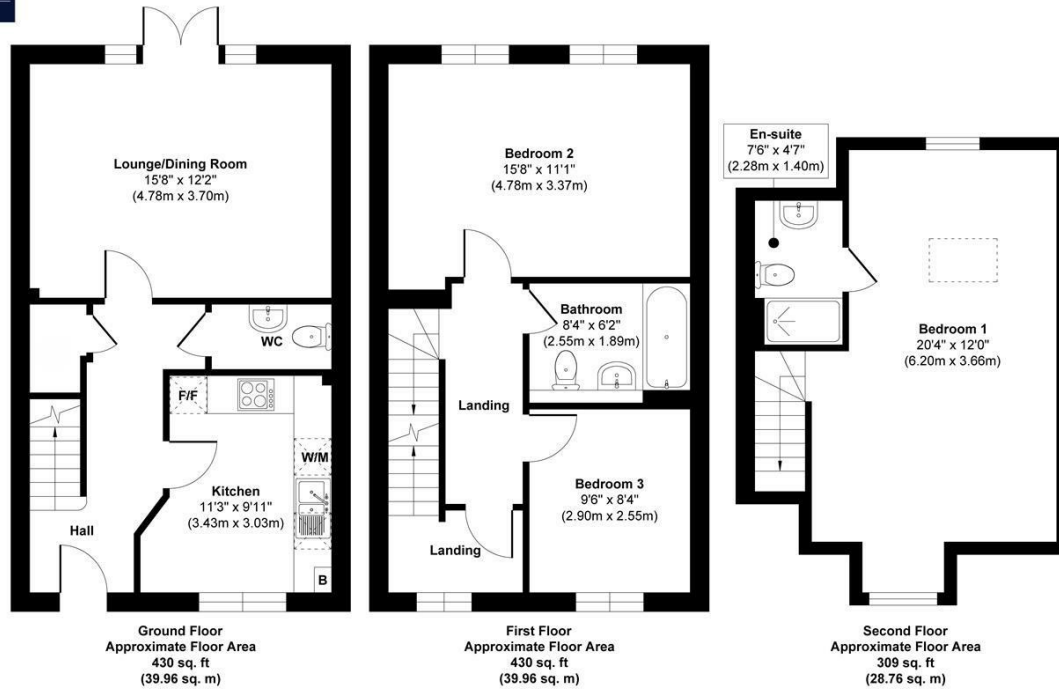 Lounge/Dining Room
15'8" x 12'2"
(4.78m x 3.70m)
WC
F/F
W/M
Kitchen
11'3" x 9'11"
(3.43m x 3.03m)
Hall
B
Ground Floor
Approximate Floor Area
430 sq. ft
(39.96 sq. m)
Bedroom 2
15'8" x 11'1"
(4.78m x 3.37m)
Bathroom
8'4" x 6'2"
(2.55m x 1.89m)
Landing
Bedroom 3
9'6" x 8'4"
(2.90m x 2.55m)
Landing
First Floor
Approximate Floor Area
430 sq. ft
(39.96 sq. m)
En-suite
7'6" x 4'7"
(2.28m x 1.40m)
Bedroom 1
20'4" x 12'0"
(6.20m x 3.66m)
Second Floor
Approximate Floor Area
309 sq. ft
(28.76 sq. m)